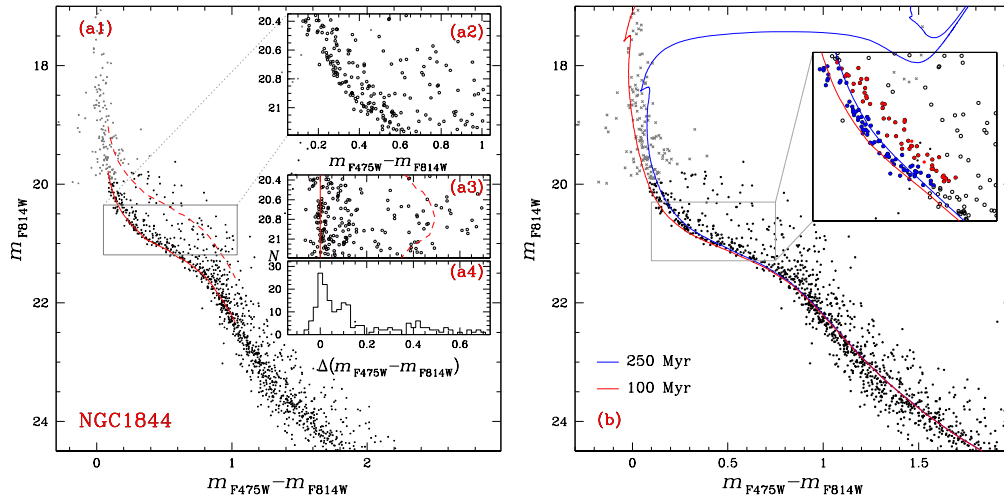 (a1)
18
20
22
24
m_F814W
0
1
2
m_F475W−m_F814W
NGC1844
(a2)
20.4
20.6
20.8
21
0.2
0.4
0.6
0.8
1
m_F475W−m_F814W
(a3)
20.4
20.6
20.8
21
N
(a4)
30
20
10
0
0
0.2
0.4
0.6
Δ(m_F475W−m_F814W)
18
20
22
24
m_F814W
0
0.5
1
1.5
m_F475W−m_F814W
250 Myr
100 Myr
(b)